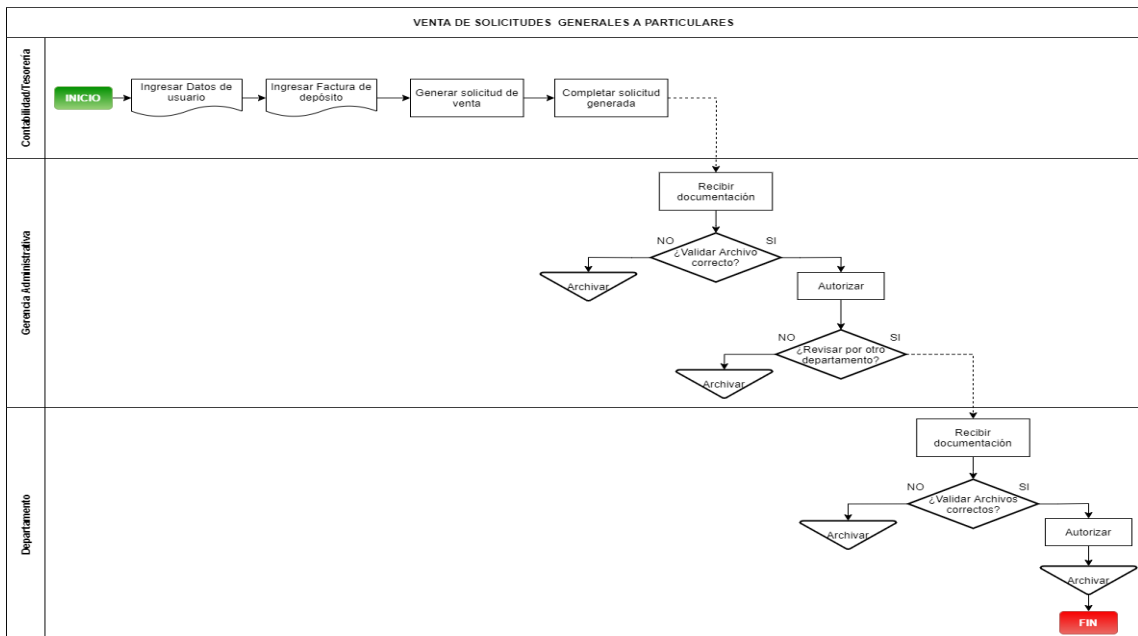 VENTA DE SOLICITUDES GENERALES A PARTICULARES
Contabilidad/Tesorería
INICIO
Ingresar Datos de
usuario
Ingresar Factura de
depósito
Generar solicitud de
venta
Completar solicitud
generada
Gerencia Administrativa
Recibir
documentación
NO
SI
¿Validar Archivo
correcto?
Archivar
Autorizar
NO
SI
¿Revisar por otro
departamento?
Archivar
Departamento
Recibir
documentación
NO
SI
¿Validar Archivos
correctos?
Archivar
Autorizar
Archivar
FIN